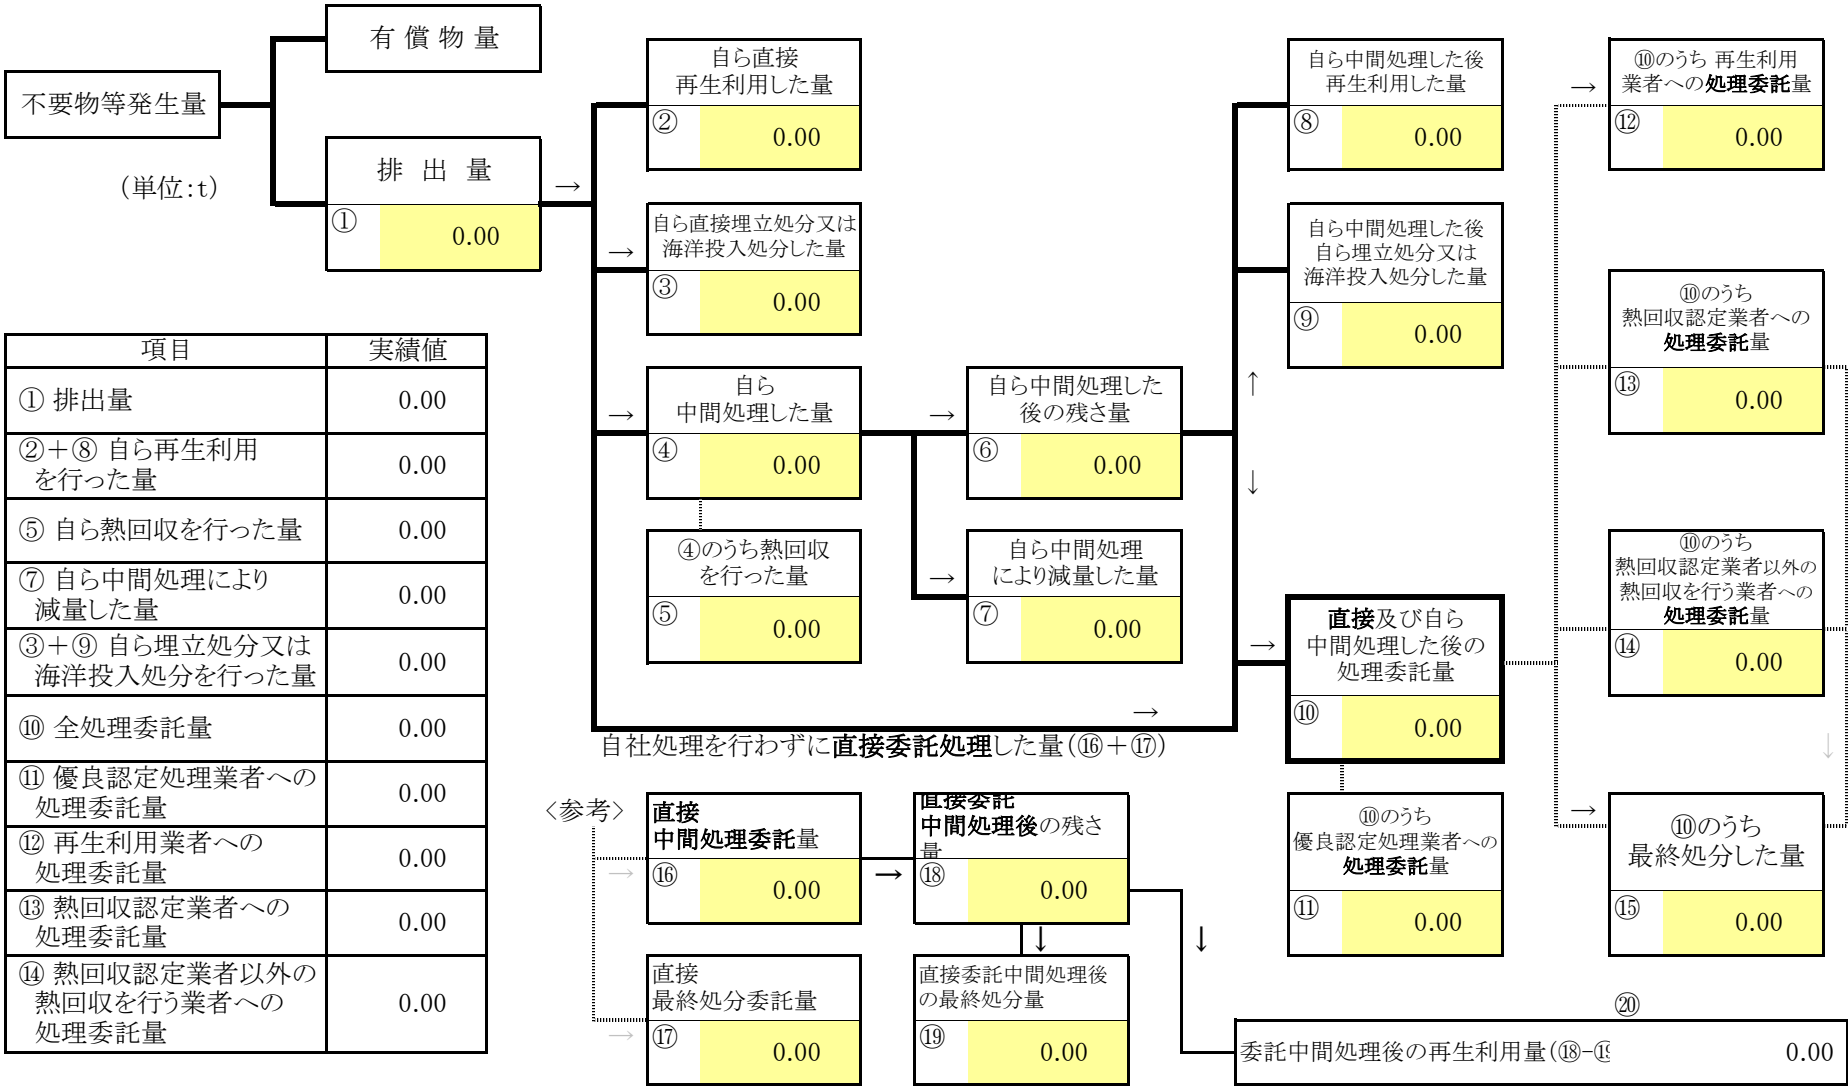 有 償 物 量
不要物等発生量
排 出 量
①
0.00
（単位:t）
→
自ら直接
再生利用した量
②
0.00
→
自ら直接埋立処分又は
海洋投入処分した量
③
0.00
→
自ら
中間処理した量
④
0.00
④のうち熱回収
を行った量
⑤
0.00
→
自ら中間処理した
後の残さ量
⑥
0.00
→
自ら中間処理
により減量した量
⑦
0.00
自ら中間処理した後
再生利用した量
⑧
0.00
自ら中間処理した後
自ら埋立処分又は
海洋投入処分した量
⑨
0.00
↑
↓
→
直接及び自ら
中間処理した後の
処理委託量
⑩
0.00
→
自社処理を行わずに直接委託処理した量（⑯＋⑰）
⑩のうち
優良認定処理業者への
処理委託量
⑪
0.00
→
⑩のうち 再生利用
業者への処理委託量
⑫
0.00
⑩のうち
熱回収認定業者への
処理委託量
⑬
0.00
⑩のうち
熱回収認定業者以外の
熱回収を行う業者への
処理委託量
⑭
0.00
↓
→
⑩のうち
最終処分した量
⑮
0.00
項目 実績値
① 排出量 0.00
②＋⑧ 自ら再生利用
を行った量 0.00
⑤ 自ら熱回収を行った量 0.00
⑦ 自ら中間処理により
減量した量 0.00
③＋⑨ 自ら埋立処分又は
海洋投入処分を行った量 0.00
⑩ 全処理委託量 0.00
⑪ 優良認定処理業者への
処理委託量 0.00
⑫ 再生利用業者への
処理委託量 0.00
⑬ 熱回収認定業者への
処理委託量 0.00
⑭ 熱回収認定業者以外の
熱回収を行う業者への
処理委託量 0.00
〈参考〉
→
直接
中間処理委託量
⑯
0.00
→
直接委託
中間処理後の残さ
量
⑱
0.00
↓
↓
→
直接
最終処分委託量
⑰
0.00
直接委託中間処理後
の最終処分量
⑲
0.00
⑳
委託中間処理後の再生利用量（⑱-⑲ 0.00